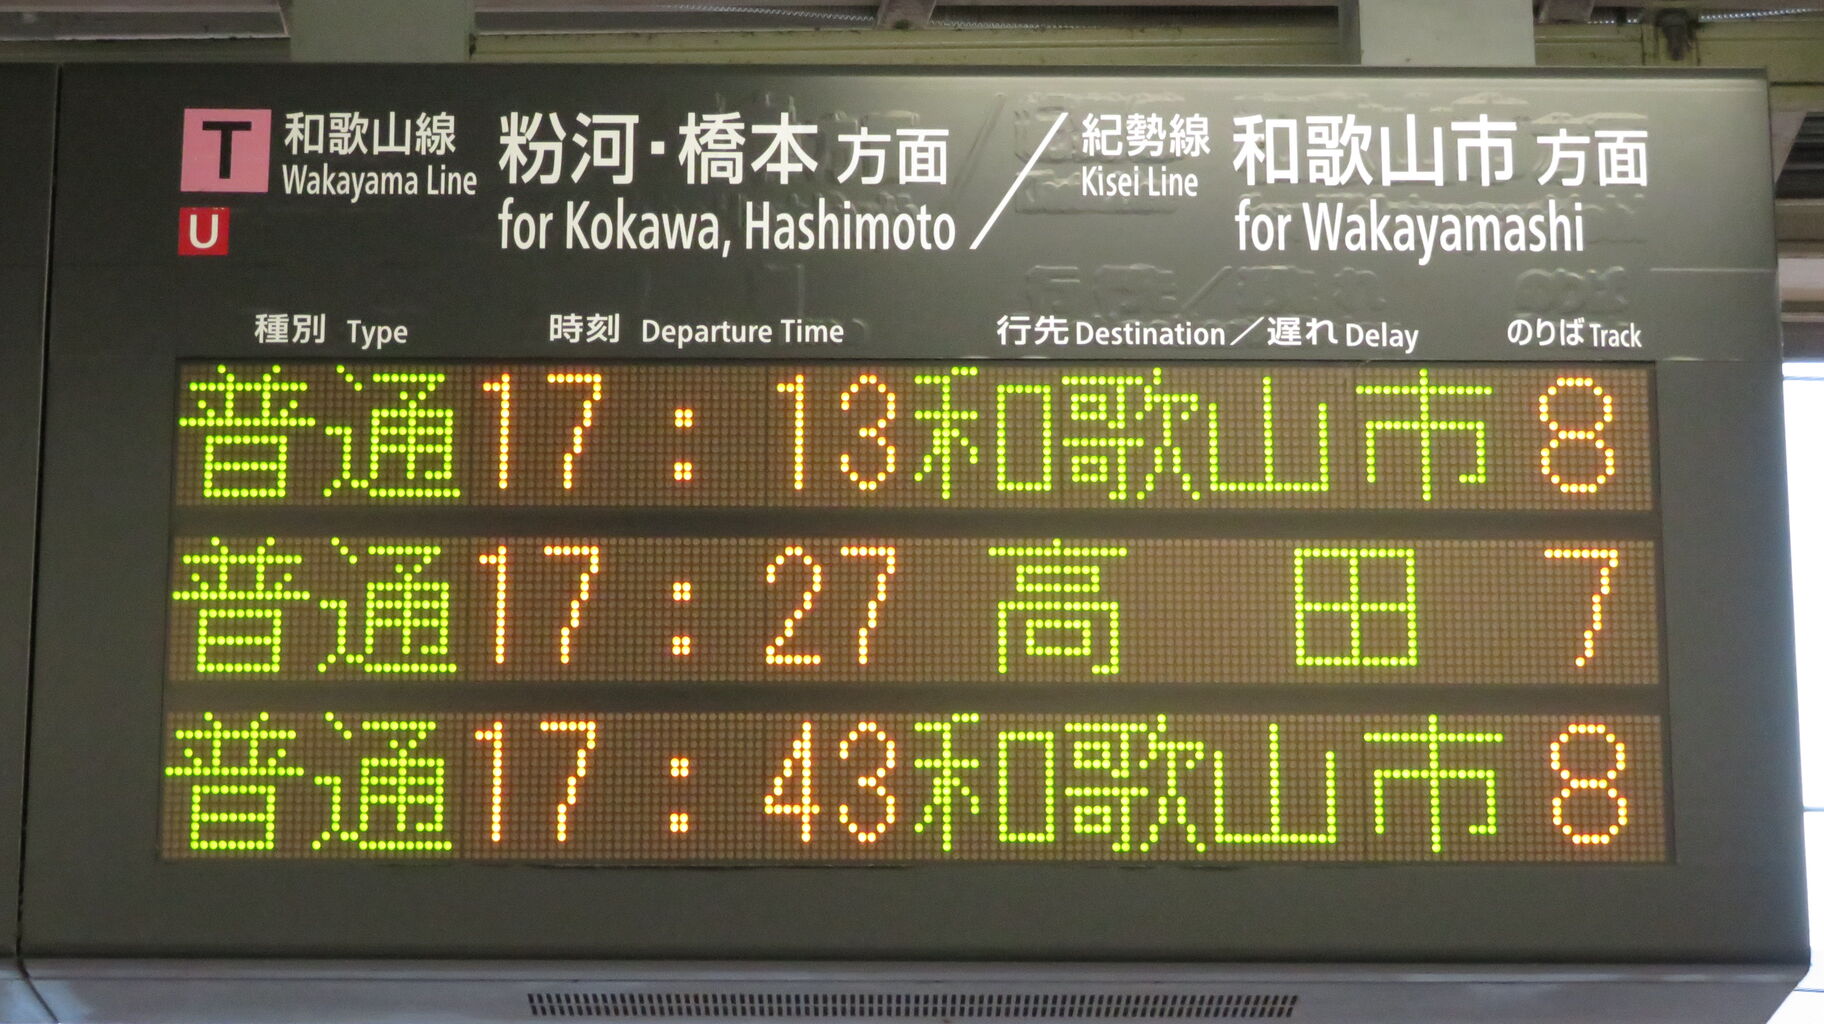 T 和歌山線 粉河・橋本 方面 / 紀勢線 和歌山市 方面
Wakayama Line for Kokawa, Hashimoto Kisei Line for Wakayamashi
U
種別 Type 時刻 Departure Time 行先 Destination／遅れ Delay のりば Track
普通 17:13 和歌山市 8
普通 17:27 高田 7
普通 17:43 和歌山市 8